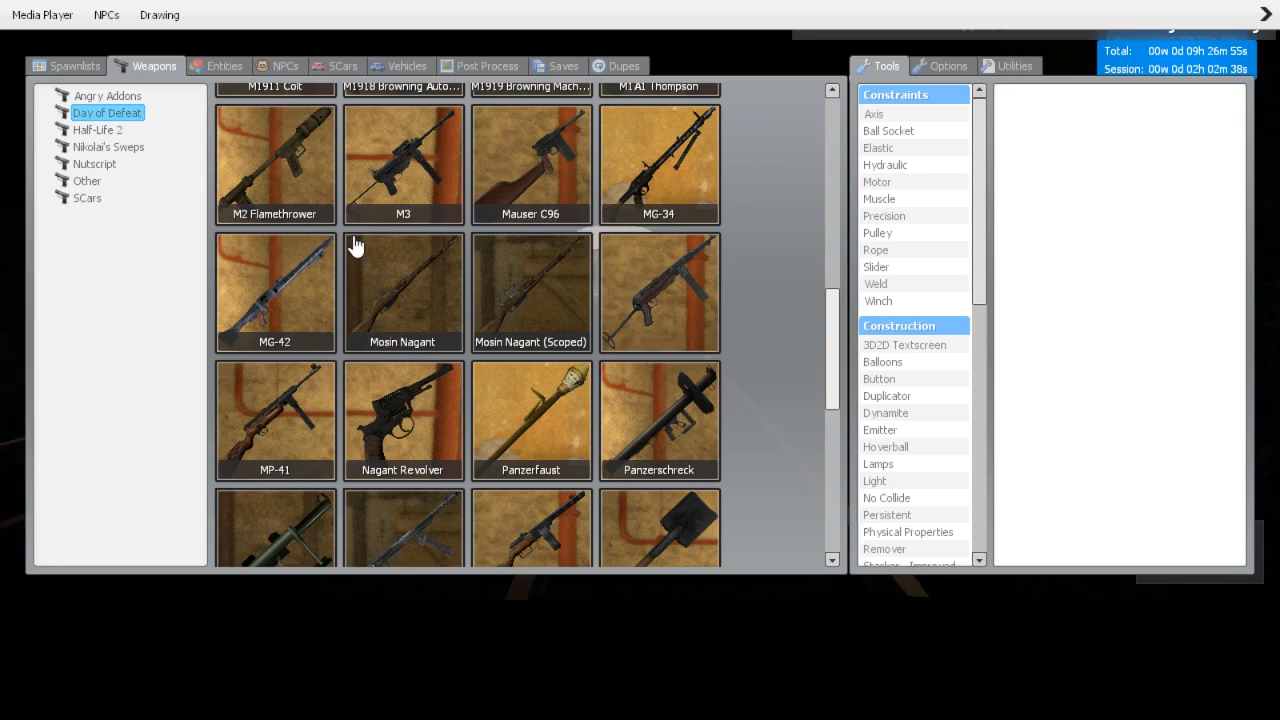 Media Player NPCs Drawing
Total: 00w 0d 09h 26m 55s
Session: 00w 0d 02h 02m 38s
Spawnlists Weapons Entities NPCs SCars Vehicles Post Process Saves Dupes
Tools Options Utilities
Angry Addons
Day of Defeat
Half-Life 2
Nikolai's Sweps
Nutscript
Other
SCars
M1911 Colt M1918 Browning Auto... M1919 Browning Mach... M1A1 Thompson
M2 Flamethrower M3 Mauser C96 MG-34
MG-42 Mosin Nagant Mosin Nagant (Scoped)
MP-41 Nagant Revolver Panzerfaust Panzerschreck
Constraints
Axis
Ball Socket
Elastic
Hydraulic
Motor
Muscle
Precision
Pulley
Rope
Slider
Weld
Winch
Construction
3D2D Textscreen
Balloons
Button
Duplicator
Dynamite
Emitter
Hoverball
Lamps
Light
No Collide
Persistent
Physical Properties
Remover
Stacker - Improved